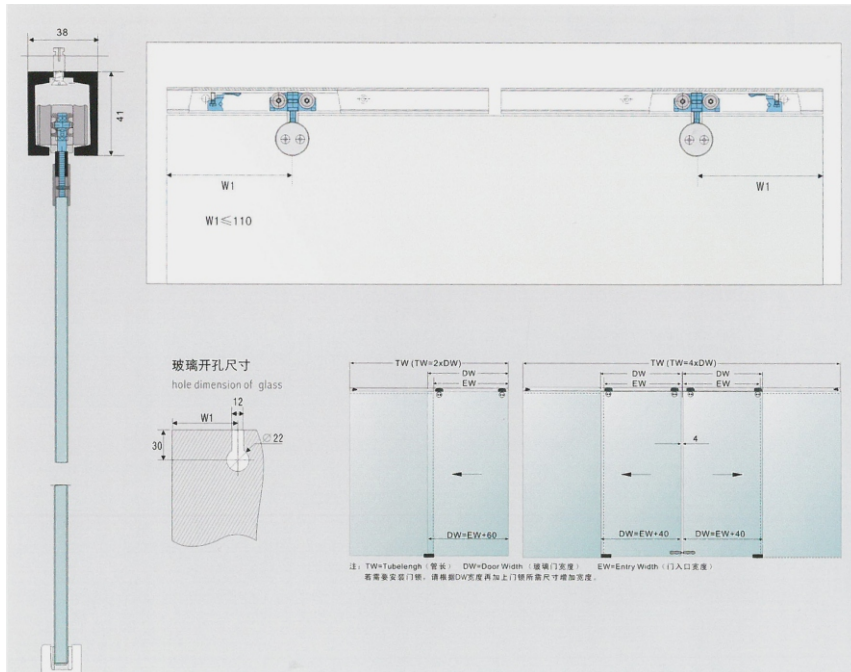 38
41
W1
W1
W1≤110
玻璃开孔尺寸
hole dimension of glass
12
W1
30
∅22
TW (TW=2xDW)
DW
EW
DW=EW+60
TW (TW=4xDW)
DW
DW
EW
EW
4
DW=EW+40
DW=EW+40
注：TW=Tubelengh（管长） DW=Door Width（玻璃门宽度） EW=Entry Width（门入口宽度）
若需要安装门锁，请根据DW宽度再加上门锁所需尺寸增加宽度。